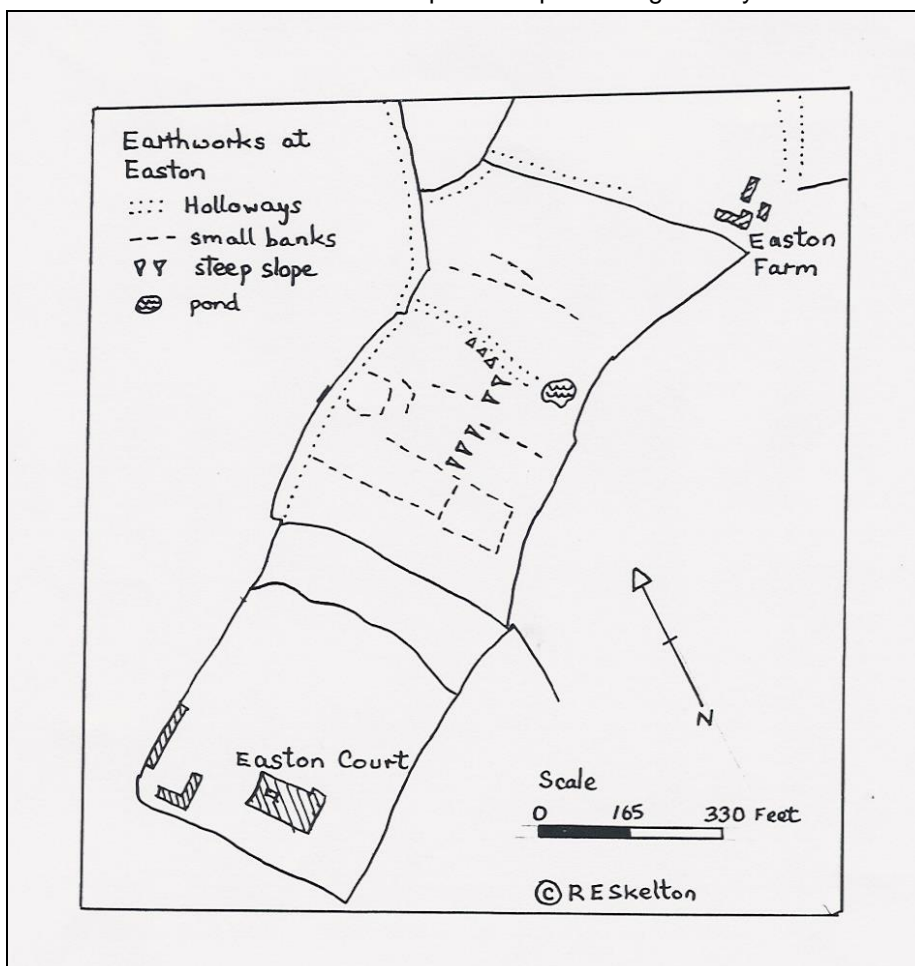 Earthworks at
Easton
Holloways
small banks
steep slope
pond
Easton
Farm
N
Easton Court
Scale
0 165 330 Feet
© RESkelton